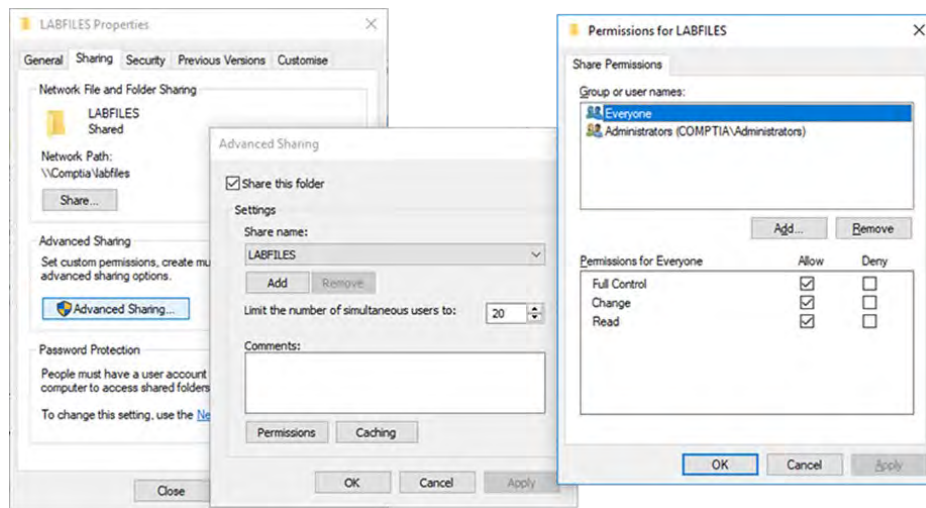 LABFILES Properties
General Sharing Security Previous Versions Customise
Network File and Folder Sharing
LABFILES
Shared
Network Path:
\\Comptia\labfiles
Share...
Advanced Sharing
Set custom permissions, create mu
advanced sharing options.
Advanced Sharing...
Password Protection
People must have a user account
computer to access shared folders
To change this setting, use the Ne
Close
Advanced Sharing
Share this folder
Settings
Share name:
LABFILES
Add Remove
Limit the number of simultaneous users to: 20
Comments:
Permissions Caching
OK Cancel Apply
Permissions for LABFILES
Share Permissions
Group or user names:
Everyone
Administrators (COMPTIA\Administrators)
Add... Remove
Permissions for Everyone Allow Deny
Full Control
Change
Read
OK Cancel Apply